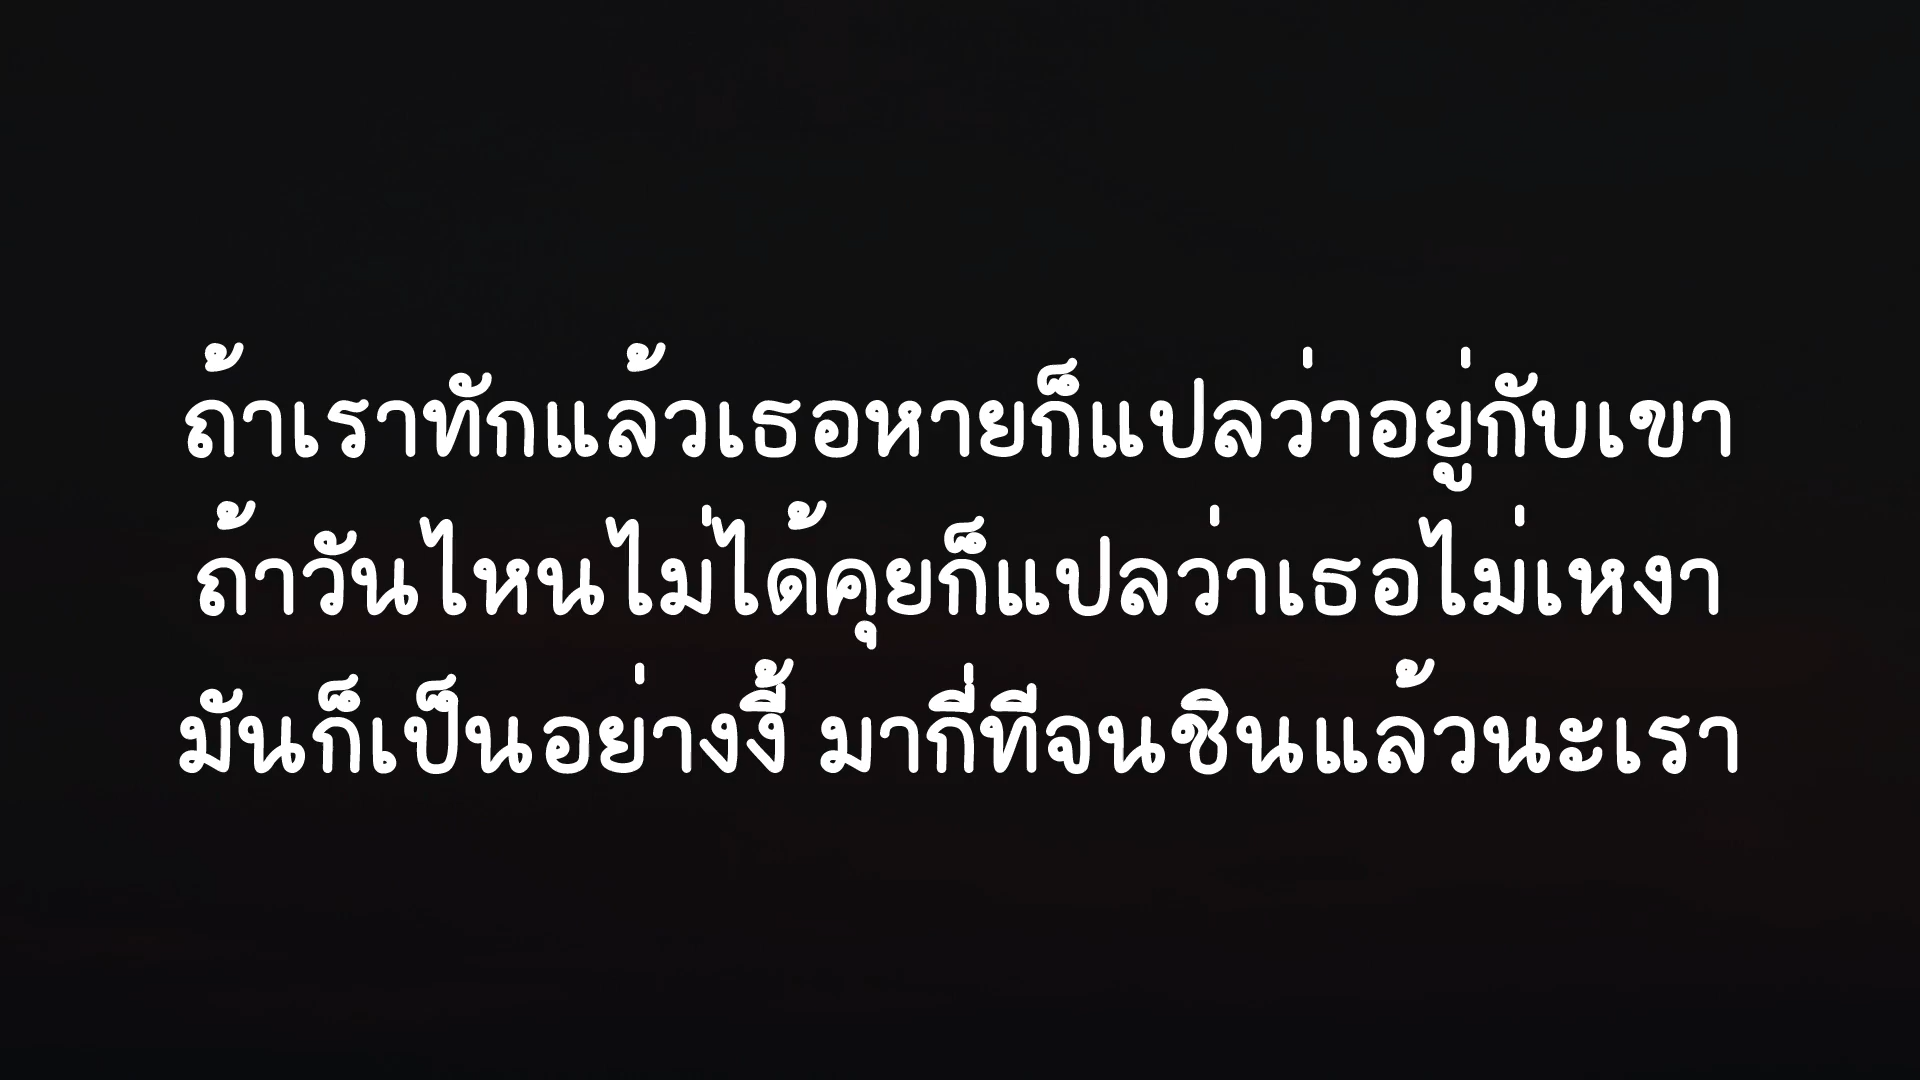 ถ้าเราทักแล้วเธอหายก็แปลว่าอยู่กับเขา
ถ้าวันไหนไม่ได้คุยก็แปลว่าเธอไม่เหงา
มันก็เป็นอย่างงี้ มากี่ทีจนชินแล้วนะเรา